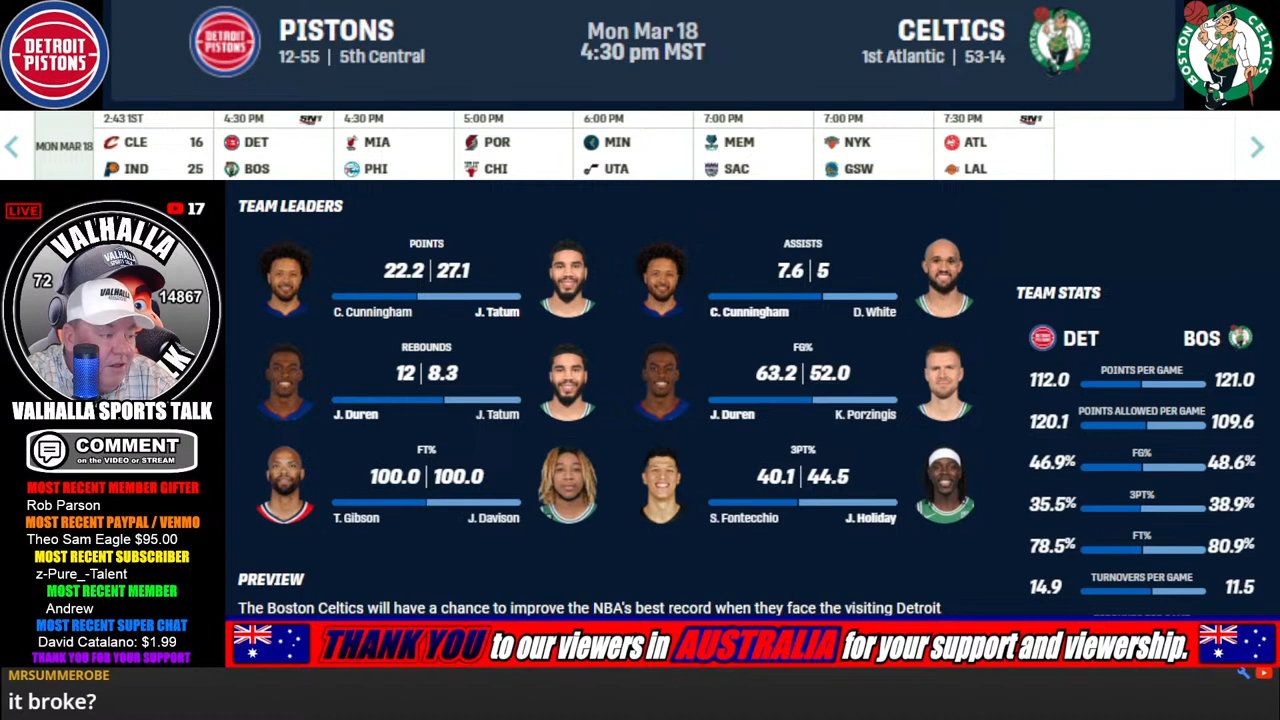 DETROIT
PISTONS
DETROIT
PISTONS
PISTONS
12-55 | 5th Central
Mon Mar 18
4:30 pm MST
CELTICS
1st Atlantic | 53-14
BOSTON
CELTICS
MON MAR 18
2:43 1ST
CLE 16
IND 25
4:30 PM
DET
BOS
4:30 PM
MIA
PHI
5:00 PM
POR
CHI
6:00 PM
MIN
UTA
7:00 PM
MEM
SAC
7:00 PM
NYK
GSW
7:30 PM
ATL
LAL
LIVE
17
VALHALLA
72
14867
VALHALLA SPORTS TALK
COMMENT
on the VIDEO or STREAM
MOST RECENT MEMBER GIFTER
Rob Parson
MOST RECENT PAYPAL / VENMO
Theo Sam Eagle $95.00
MOST RECENT SUBSCRIBER
z-Pure_-Talent
MOST RECENT MEMBER
Andrew
MOST RECENT SUPER CHAT
David Catalano: $1.99
THANK YOU FOR YOUR SUPPORT
TEAM LEADERS
POINTS
22.2 | 27.1
C. Cunningham J. Tatum
ASSISTS
7.6 | 5
C. Cunningham D. White
REBOUNDS
12 | 8.3
J. Duren J. Tatum
FG%
63.2 | 52.0
J. Duren K. Porzingis
FT%
100.0 | 100.0
T. Gibson J. Davison
3PT%
40.1 | 44.5
S. Fontecchio J. Holiday
TEAM STATS
DET BOS
POINTS PER GAME
112.0 121.0
POINTS ALLOWED PER GAME
120.1 109.6
FG%
46.9% 48.6%
3PT%
35.5% 38.9%
FT%
78.5% 80.9%
TURNOVERS PER GAME
14.9 11.5
PREVIEW
The Boston Celtics will have a chance to improve the NBA's best record when they face the visiting Detroit
THANK YOU to our viewers in AUSTRALIA for your support and viewership.
MRSUMMEROBE
it broke?